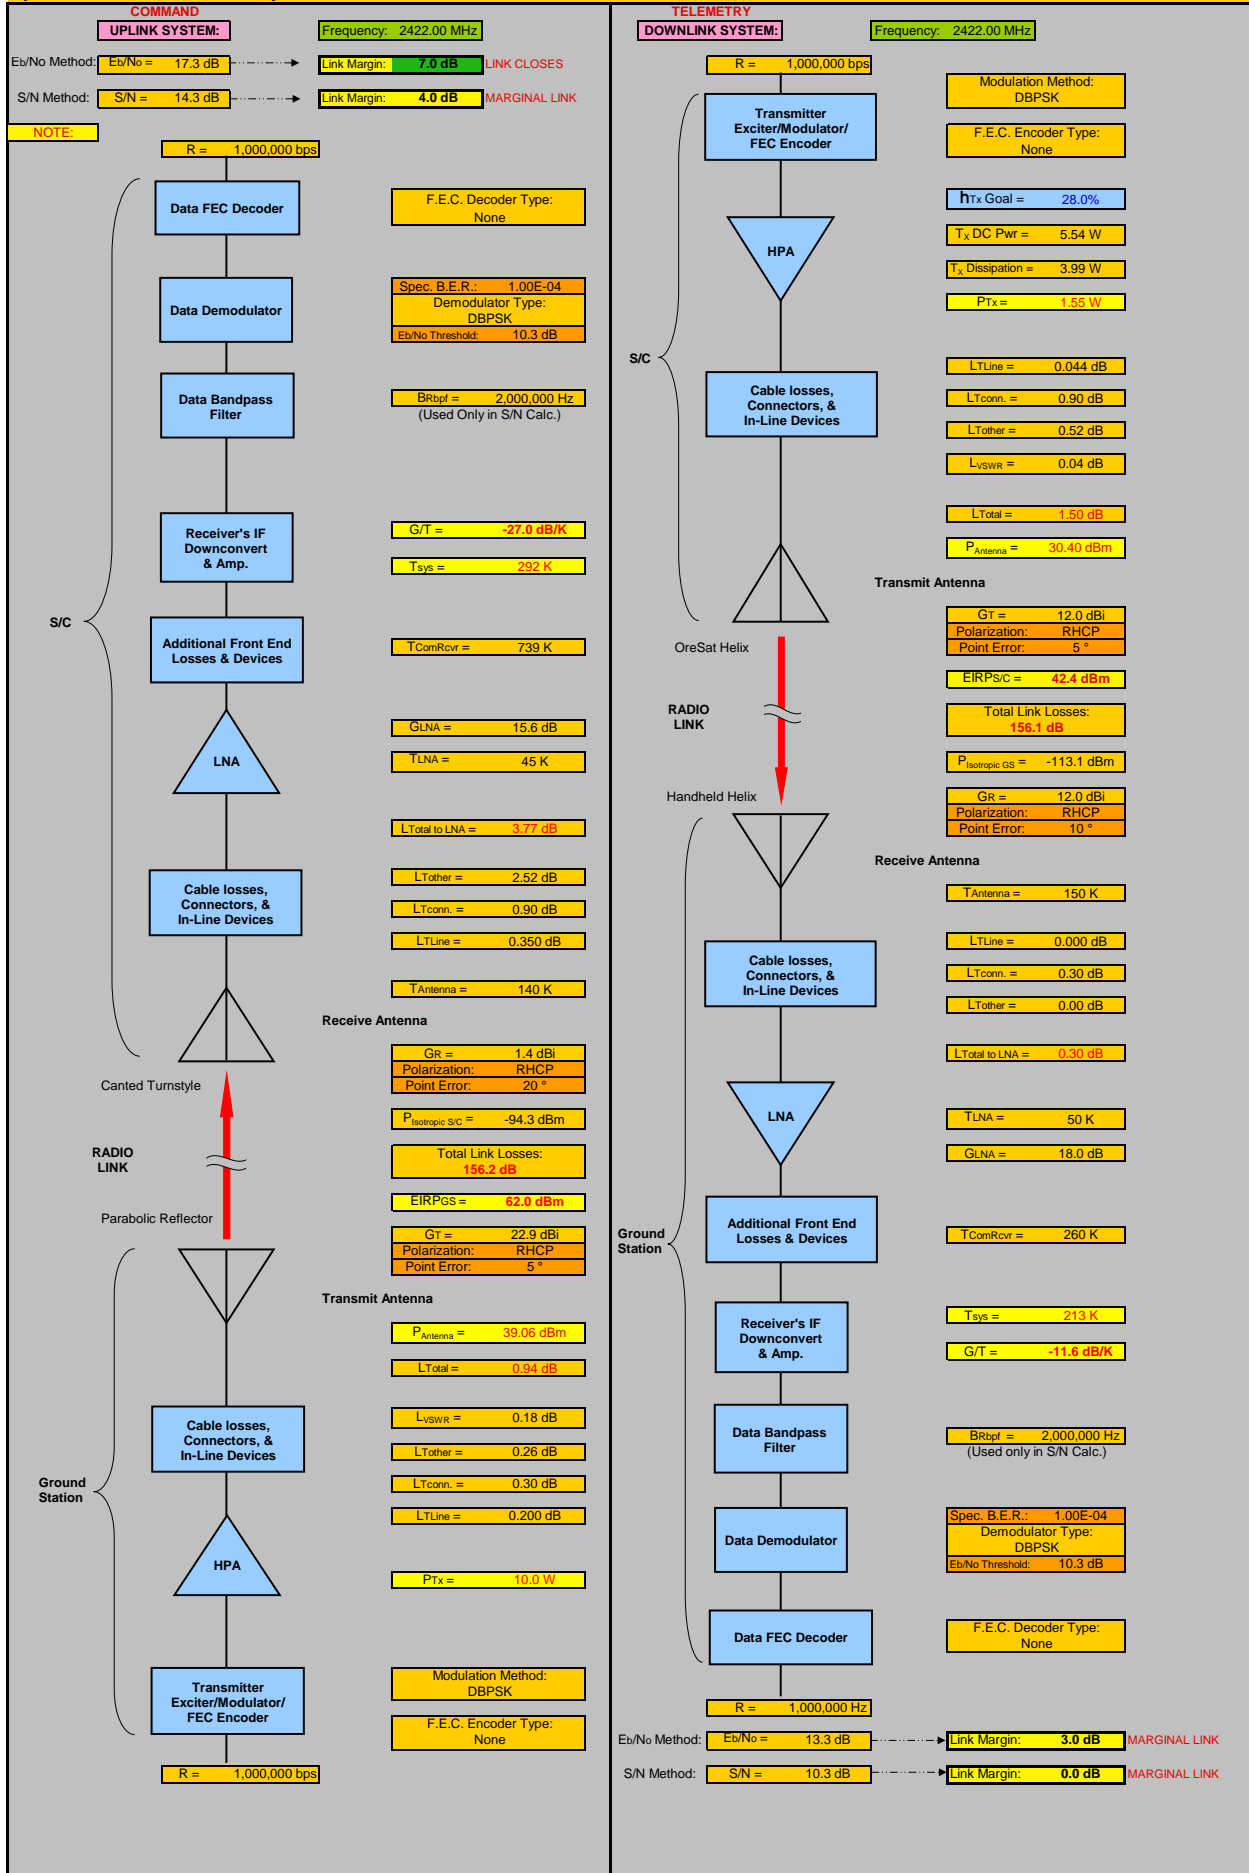 COMMAND
UPLINK SYSTEM:
Frequency: 2422.00 MHz
Eb/No Method:
Eb/No = 17.3 dB
Link Margin: 7.0 dB
LINK CLOSES
S/N Method:
S/N = 14.3 dB
Link Margin: 4.0 dB
MARGINAL LINK
NOTE:
R = 1,000,000 bps
Data FEC Decoder
F.E.C. Decoder Type:
None
Data Demodulator
Spec. B.E.R.: 1.00E-04
Demodulator Type:
DBPSK
Eb/No Threshold: 10.3 dB
Data Bandpass
Filter
BRbpf = 2,000,000 Hz
(Used Only in S/N Calc.)
Receiver's IF
Downconvert
& Amp.
G/T = -27.0 dB/K
Tsys = 292 K
S/C
Additional Front End
Losses & Devices
TComRcvr = 739 K
LNA
GLNA = 15.6 dB
TLNA = 45 K
LTotal to LNA = 3.77 dB
Cable losses,
Connectors, &
In-Line Devices
LTother = 2.52 dB
LTconn. = 0.90 dB
LTLine = 0.350 dB
TAntenna = 140 K
Receive Antenna
GR = 1.4 dBi
Polarization: RHCP
Point Error: 20 °
Canted Turnstyle
PIsotropic S/C = -94.3 dBm
RADIO
LINK
Total Link Losses:
156.2 dB
EIRPGS = 62.0 dBm
Parabolic Reflector
GT = 22.9 dBi
Polarization: RHCP
Point Error: 5 °
Transmit Antenna
PAntenna = 39.06 dBm
LTotal = 0.94 dB
Cable losses,
Connectors, &
In-Line Devices
LVSWR = 0.18 dB
LTother = 0.26 dB
LTconn. = 0.30 dB
LTLine = 0.200 dB
Ground
Station
HPA
PTx = 10.0 W
Transmitter
Exciter/Modulator/
FEC Encoder
Modulation Method:
DBPSK
F.E.C. Encoder Type:
None
R = 1,000,000 bps
TELEMETRY
DOWNLINK SYSTEM:
Frequency: 2422.00 MHz
R = 1,000,000 bps
Transmitter
Exciter/Modulator/
FEC Encoder
Modulation Method:
DBPSK
F.E.C. Encoder Type:
None
HPA
hTx Goal = 28.0%
TX DC Pwr = 5.54 W
TX Dissipation = 3.99 W
PTx = 1.55 W
S/C
Cable losses,
Connectors, &
In-Line Devices
LTLine = 0.044 dB
LTconn. = 0.90 dB
LTother = 0.52 dB
LVSWR = 0.04 dB
LTotal = 1.50 dB
PAntenna = 30.40 dBm
Transmit Antenna
OreSat Helix
GT = 12.0 dBi
Polarization: RHCP
Point Error: 5 °
EIRPS/C = 42.4 dBm
RADIO
LINK
Total Link Losses:
156.1 dB
PIsotropic GS = -113.1 dBm
Handheld Helix
GR = 12.0 dBi
Polarization: RHCP
Point Error: 10 °
Receive Antenna
TAntenna = 150 K
Cable losses,
Connectors, &
In-Line Devices
LTLine = 0.000 dB
LTconn. = 0.30 dB
LTother = 0.00 dB
LTotal to LNA = 0.30 dB
LNA
TLNA = 50 K
GLNA = 18.0 dB
Ground
Station
Additional Front End
Losses & Devices
TComRcvr = 260 K
Receiver's IF
Downconvert
& Amp.
Tsys = 213 K
G/T = -11.6 dB/K
Data Bandpass
Filter
BRbpf = 2,000,000 Hz
(Used only in S/N Calc.)
Data Demodulator
Spec. B.E.R.: 1.00E-04
Demodulator Type:
DBPSK
Eb/No Threshold: 10.3 dB
Data FEC Decoder
F.E.C. Decoder Type:
None
R = 1,000,000 Hz
Eb/No Method:
Eb/No = 13.3 dB
Link Margin: 3.0 dB
MARGINAL LINK
S/N Method:
S/N = 10.3 dB
Link Margin: 0.0 dB
MARGINAL LINK